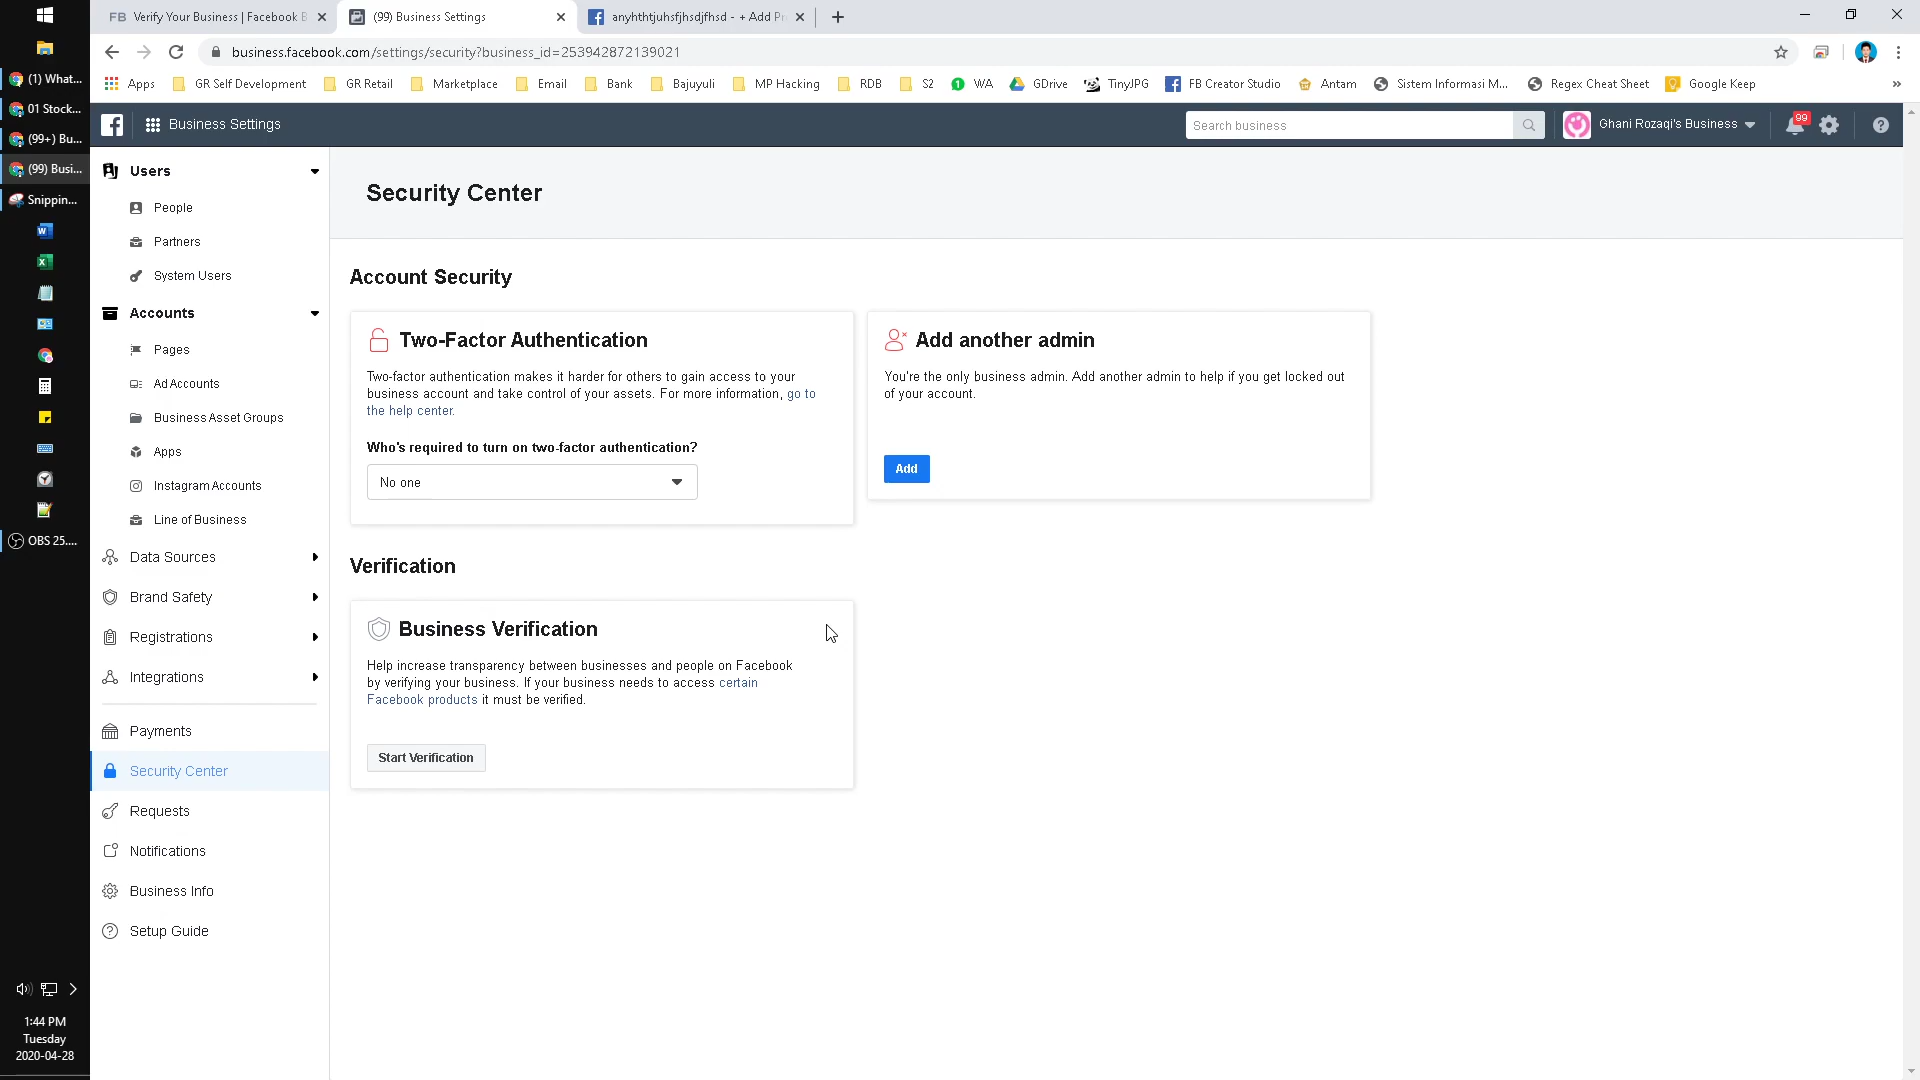 FB Verify Your Business | Facebook B
(99) Business Settings
anyhthtjuhsfjhsdjfhsd - + Add Pr
business.facebook.com/settings/security?business_id=253942872139021
Apps
GR Self Development
GR Retail
Marketplace
Email
Bank
Bajuyuli
MP Hacking
RDB
S2
WA
GDrive
TinyJPG
FB Creator Studio
Antam
Sistem Informasi M...
Regex Cheat Sheet
Google Keep
»
(1) What...
01 Stock...
(99+) Bu...
(99) Busi...
Snippin...
OBS 25....
1:44 PM
Tuesday
2020-04-28
Business Settings
Search business
Ghani Rozaqi's Business
99
Users
People
Partners
System Users
Accounts
Pages
Ad Accounts
Business Asset Groups
Apps
Instagram Accounts
Line of Business
Data Sources
Brand Safety
Registrations
Integrations
Payments
Security Center
Requests
Notifications
Business Info
Setup Guide
Security Center
Account Security
Two-Factor Authentication
Two-factor authentication makes it harder for others to gain access to your
business account and take control of your assets. For more information, go to
the help center.
Who's required to turn on two-factor authentication?
No one
Add another admin
You're the only business admin. Add another admin to help if you get locked out
of your account.
Add
Verification
Business Verification
Help increase transparency between businesses and people on Facebook
by verifying your business. If your business needs to access certain
Facebook products it must be verified.
Start Verification